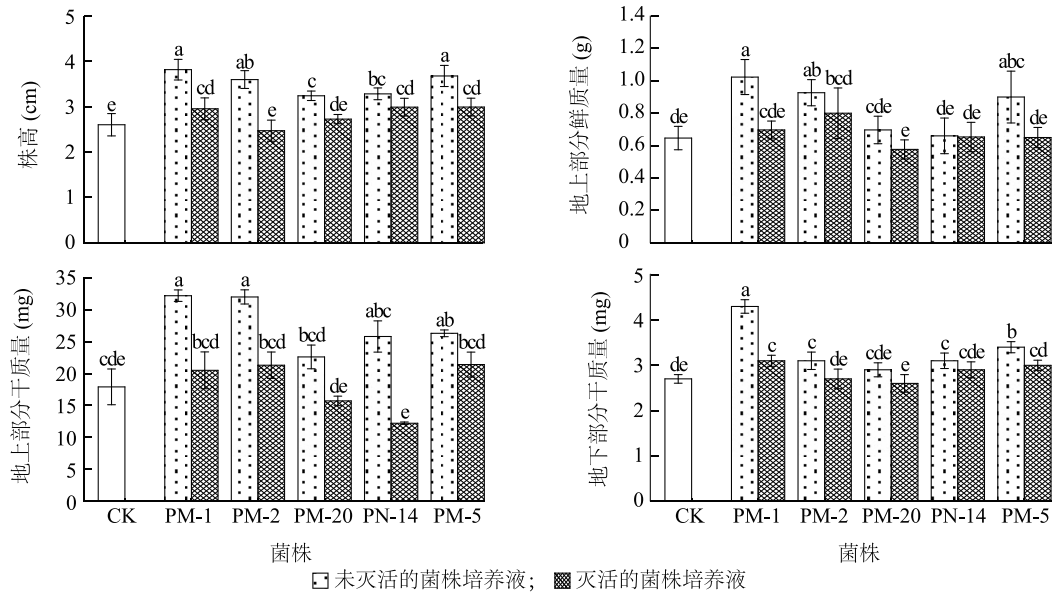 株高 (cm)
5
4
3
2
1
0
e
a
cd
ab
e
c
de
bc
cd
a
cd
地上部分鲜质量 (g)
1.4
1.2
1.0
0.8
0.6
0.4
0.2
0
de
a
cde
ab
bcd
cde
e
de
de
abc
de
地上部分干质量 (mg)
35
30
25
20
15
10
5
0
cde
a
bcd
a
bcd
bcd
de
abc
e
ab
bcd
CK PM-1 PM-2 PM-20 PN-14 PM-5
菌株
地下部分干质量 (mg)
5
4
3
2
1
0
de
a
c
c
de
cde
e
c
cde
b
cd
CK PM-1 PM-2 PM-20 PN-14 PM-5
菌株
未灭活的菌株培养液; 灭活的菌株培养液